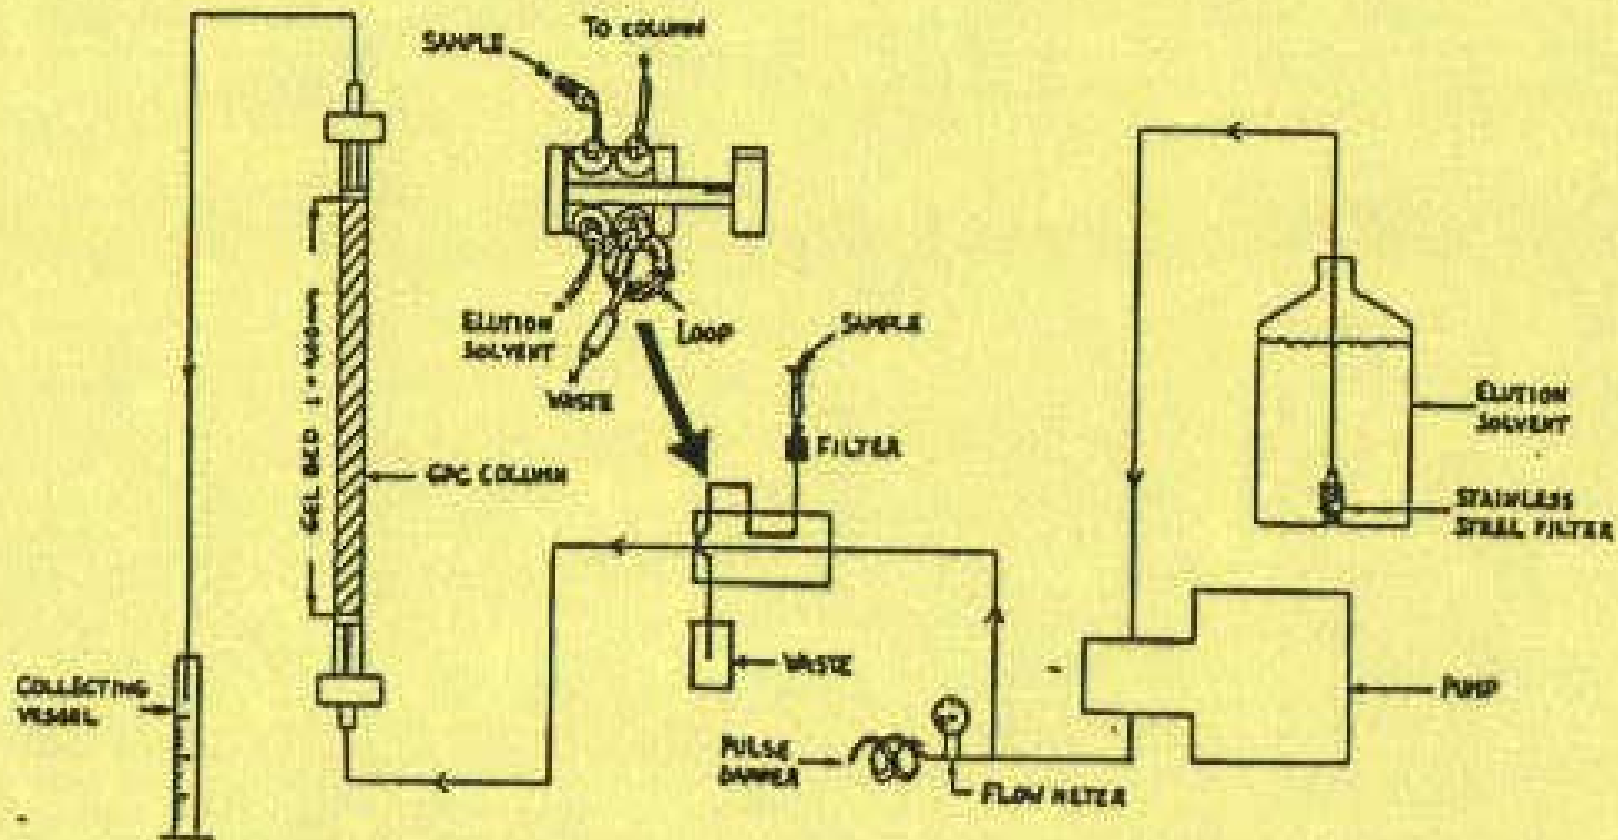 SAMPLE
TO COLUMN
ELUTION
SOLVENT
LOOP
WASTE
SAMPLE
FILTER
GEL BED
GPC COLUMN
ELUTION
SOLVENT
STAINLESS
STEEL FILTER
COLLECTING
VESSEL
WASTE
PUMP
PULSE
DAMPER
FLOW METER